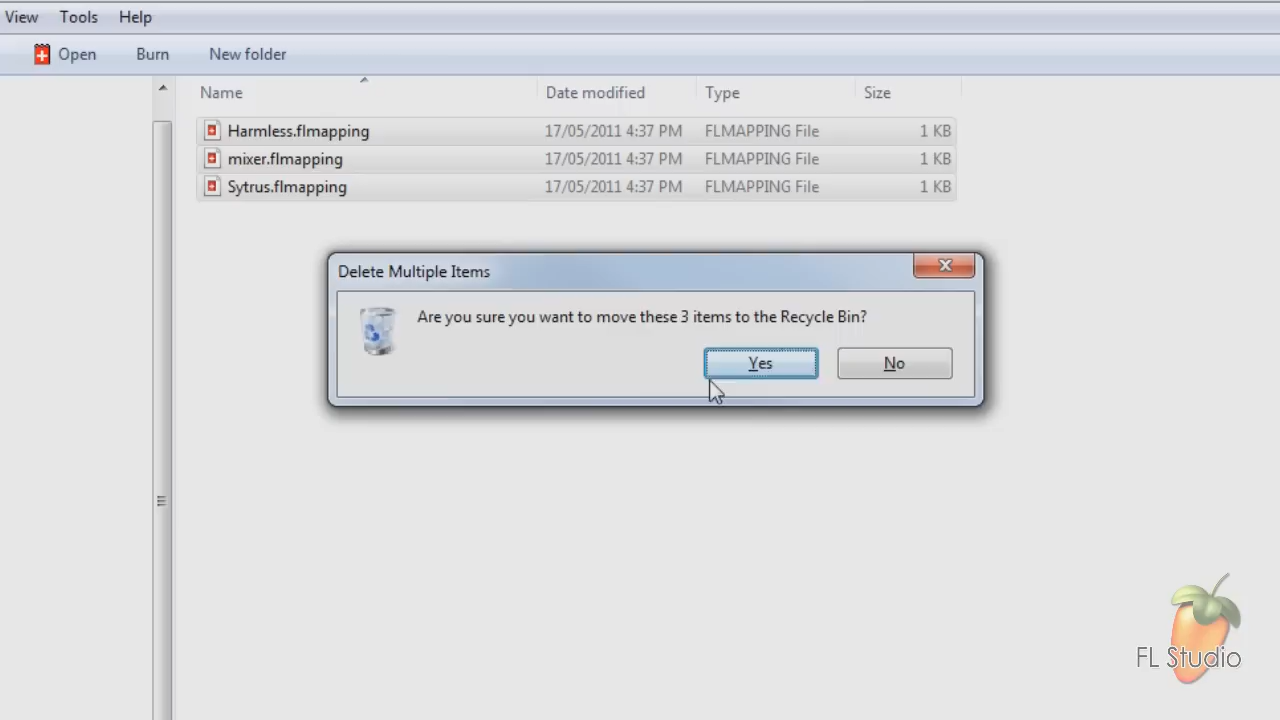 View Tools Help
Open Burn New folder
Name Date modified Type Size
Harmless.flmapping 17/05/2011 4:37 PM FLMAPPING File 1 KB
mixer.flmapping 17/05/2011 4:37 PM FLMAPPING File 1 KB
Sytrus.flmapping 17/05/2011 4:37 PM FLMAPPING File 1 KB
Delete Multiple Items
Are you sure you want to move these 3 items to the Recycle Bin?
Yes No
FL Studio